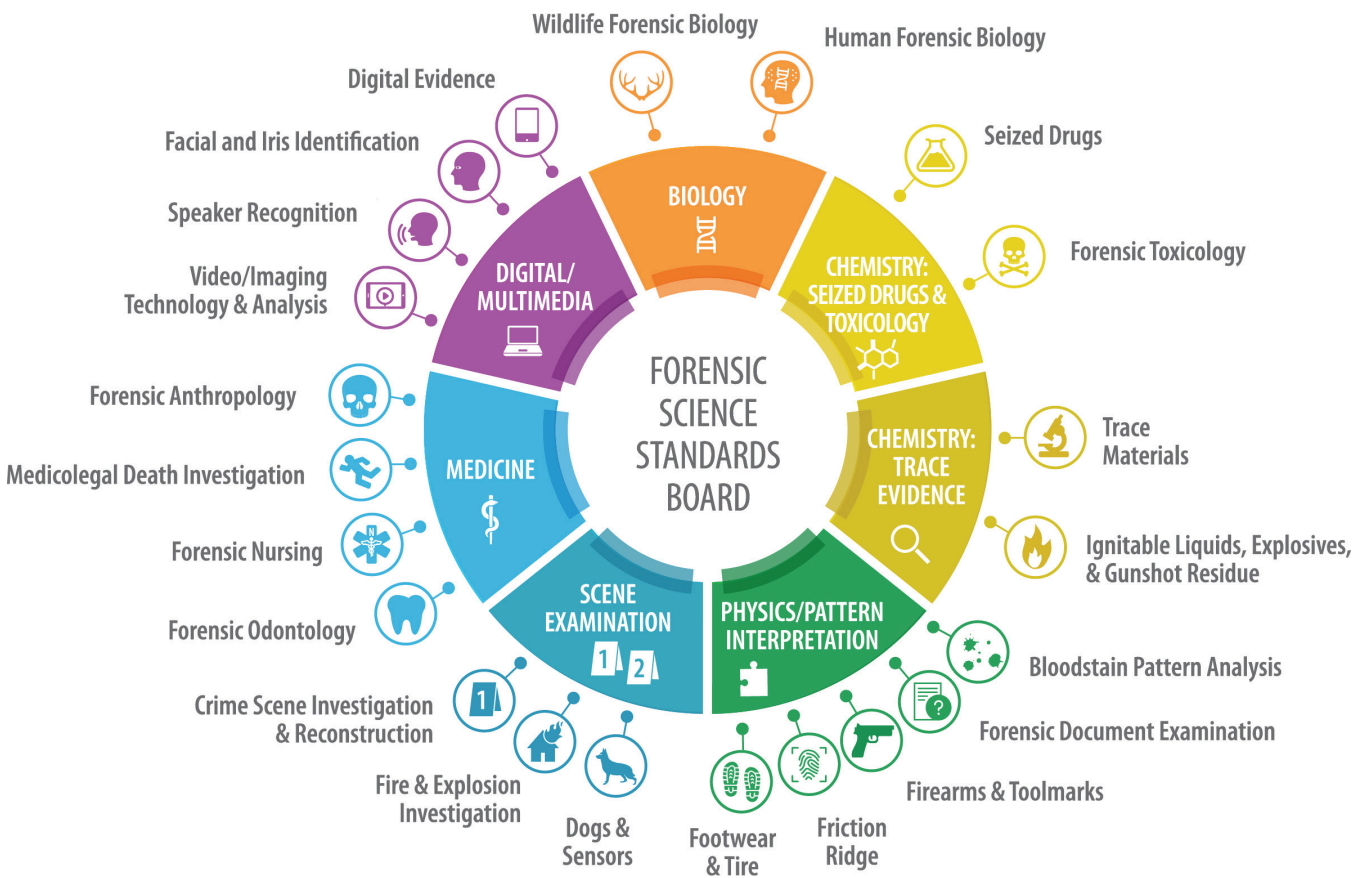 Wildlife Forensic Biology
Human Forensic Biology
Digital Evidence
Facial and Iris Identification
Speaker Recognition
Video/Imaging
Technology & Analysis
Seized Drugs
Forensic Toxicology
BIOLOGY
DIGITAL/
MULTIMEDIA
CHEMISTRY:
SEIZED DRUGS &
TOXICOLOGY
FORENSIC
SCIENCE
STANDARDS
BOARD
Forensic Anthropology
Medicolegal Death Investigation
Forensic Nursing
N
Forensic Odontology
MEDICINE
CHEMISTRY:
TRACE
EVIDENCE
Trace
Materials
Ignitable Liquids, Explosives,
& Gunshot Residue
SCENE
EXAMINATION
1
2
PHYSICS/PATTERN
INTERPRETATION
Bloodstain Pattern Analysis
?
Forensic Document Examination
Firearms & Toolmarks
Friction
Ridge
Footwear
& Tire
Dogs &
Sensors
Fire & Explosion
Investigation
1
Crime Scene Investigation
& Reconstruction